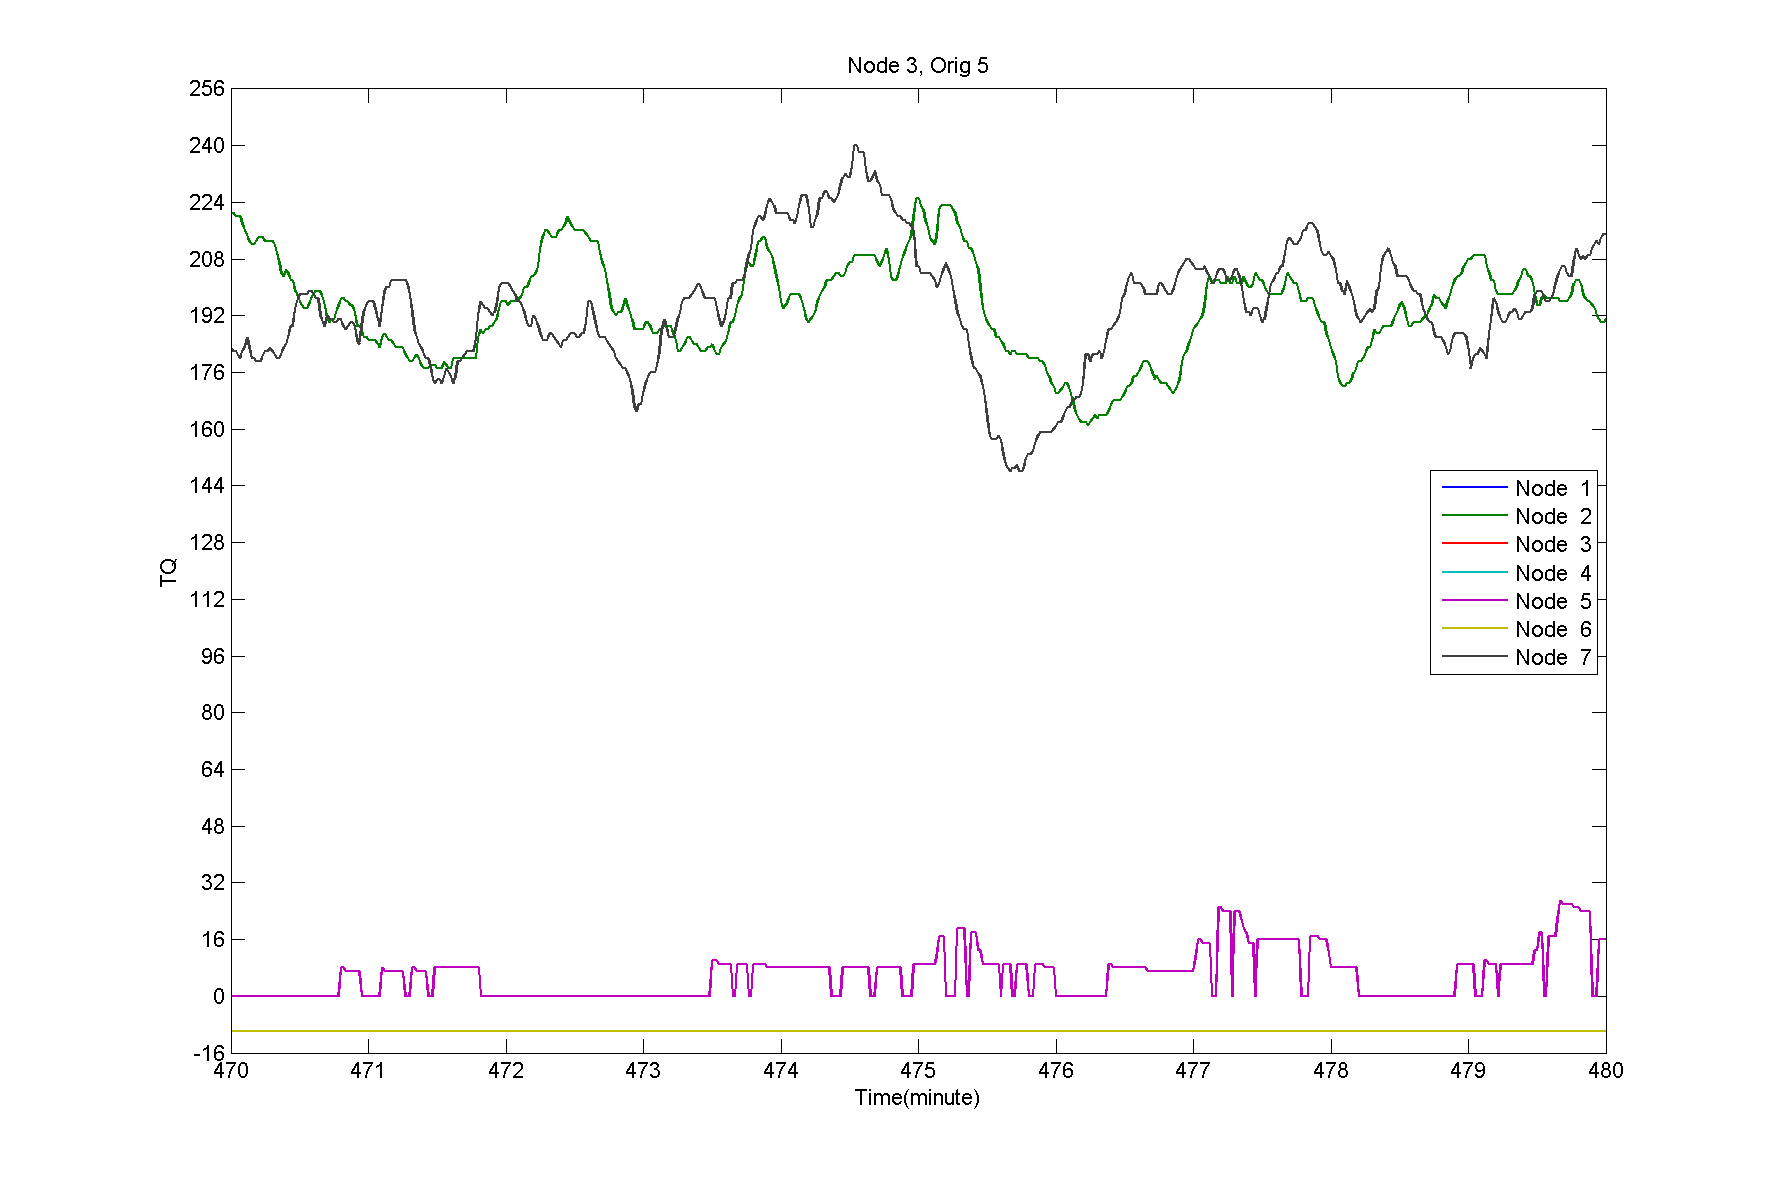 Node 3, Orig 5
256
240
224
208
192
176
160
144
128
112
96
80
64
48
32
16
0
-16
TQ
Node 1
Node 2
Node 3
Node 4
Node 5
Node 6
Node 7
470 471 472 473 474 475 476 477 478 479 480
Time(minute)